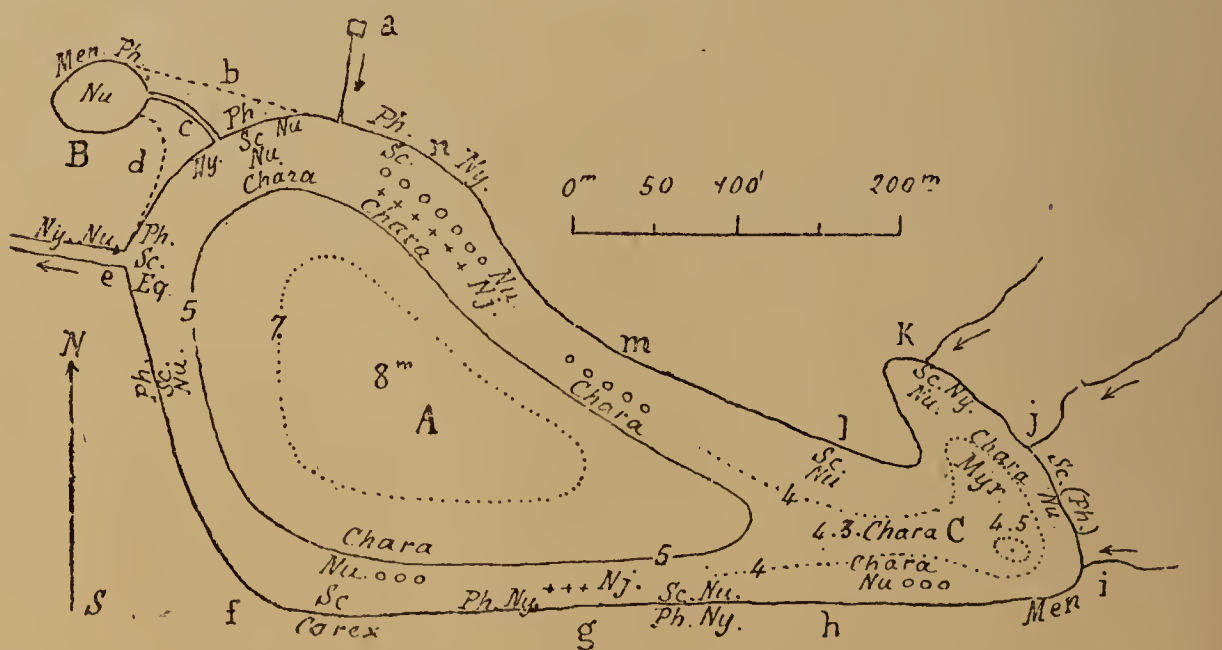 a
Men. Ph.
b
Nu
Ph
c
Sc Nu
Ph.
n
Ny.
B
d
Sc.
Ny.
Nu.
Chara
0m 50 100 200m
Chara
Ny. Nu
Ph.
Nu
Sc.
Nj.
e
Eq.
5
7
N
m
K
8m
Sc. Ny.
Nu.
Ph.
Sc.
Nu.
A
Chara
l
j
Sc.
Nu
Chara
Myr.
Sc. (Ph.)
Nu
4
4.3. Chara C
4.5
Chara
5
4
Chara
Nu. ooo
+++ Nj.
Sc. Nu.
Nu ooo
i
S
f
Sc
Ph. Ny.
Ph. Ny.
Men
Carex
g
h